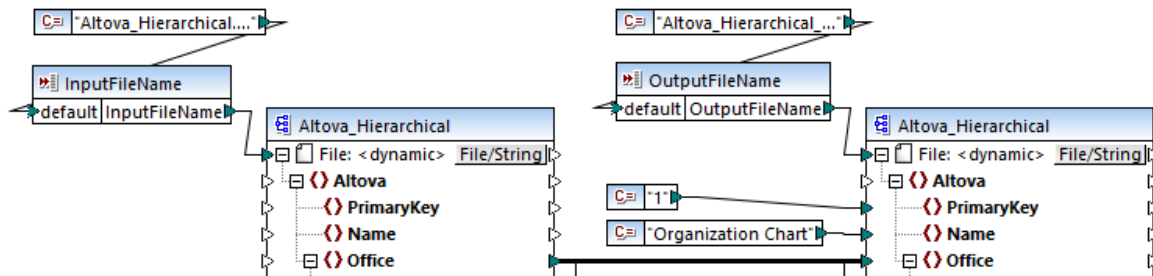 C= "Altova_Hierarchical...."
C= "Altova_Hierarchical_..."
InputFileName
default InputFileName
OutputFileName
default OutputFileName
Altova_Hierarchical
File: <dynamic> File/String
Altova
PrimaryKey
Name
Office
C= "1"
C= "Organization Chart"
Altova_Hierarchical
File: <dynamic> File/String
Altova
PrimaryKey
Name
Office